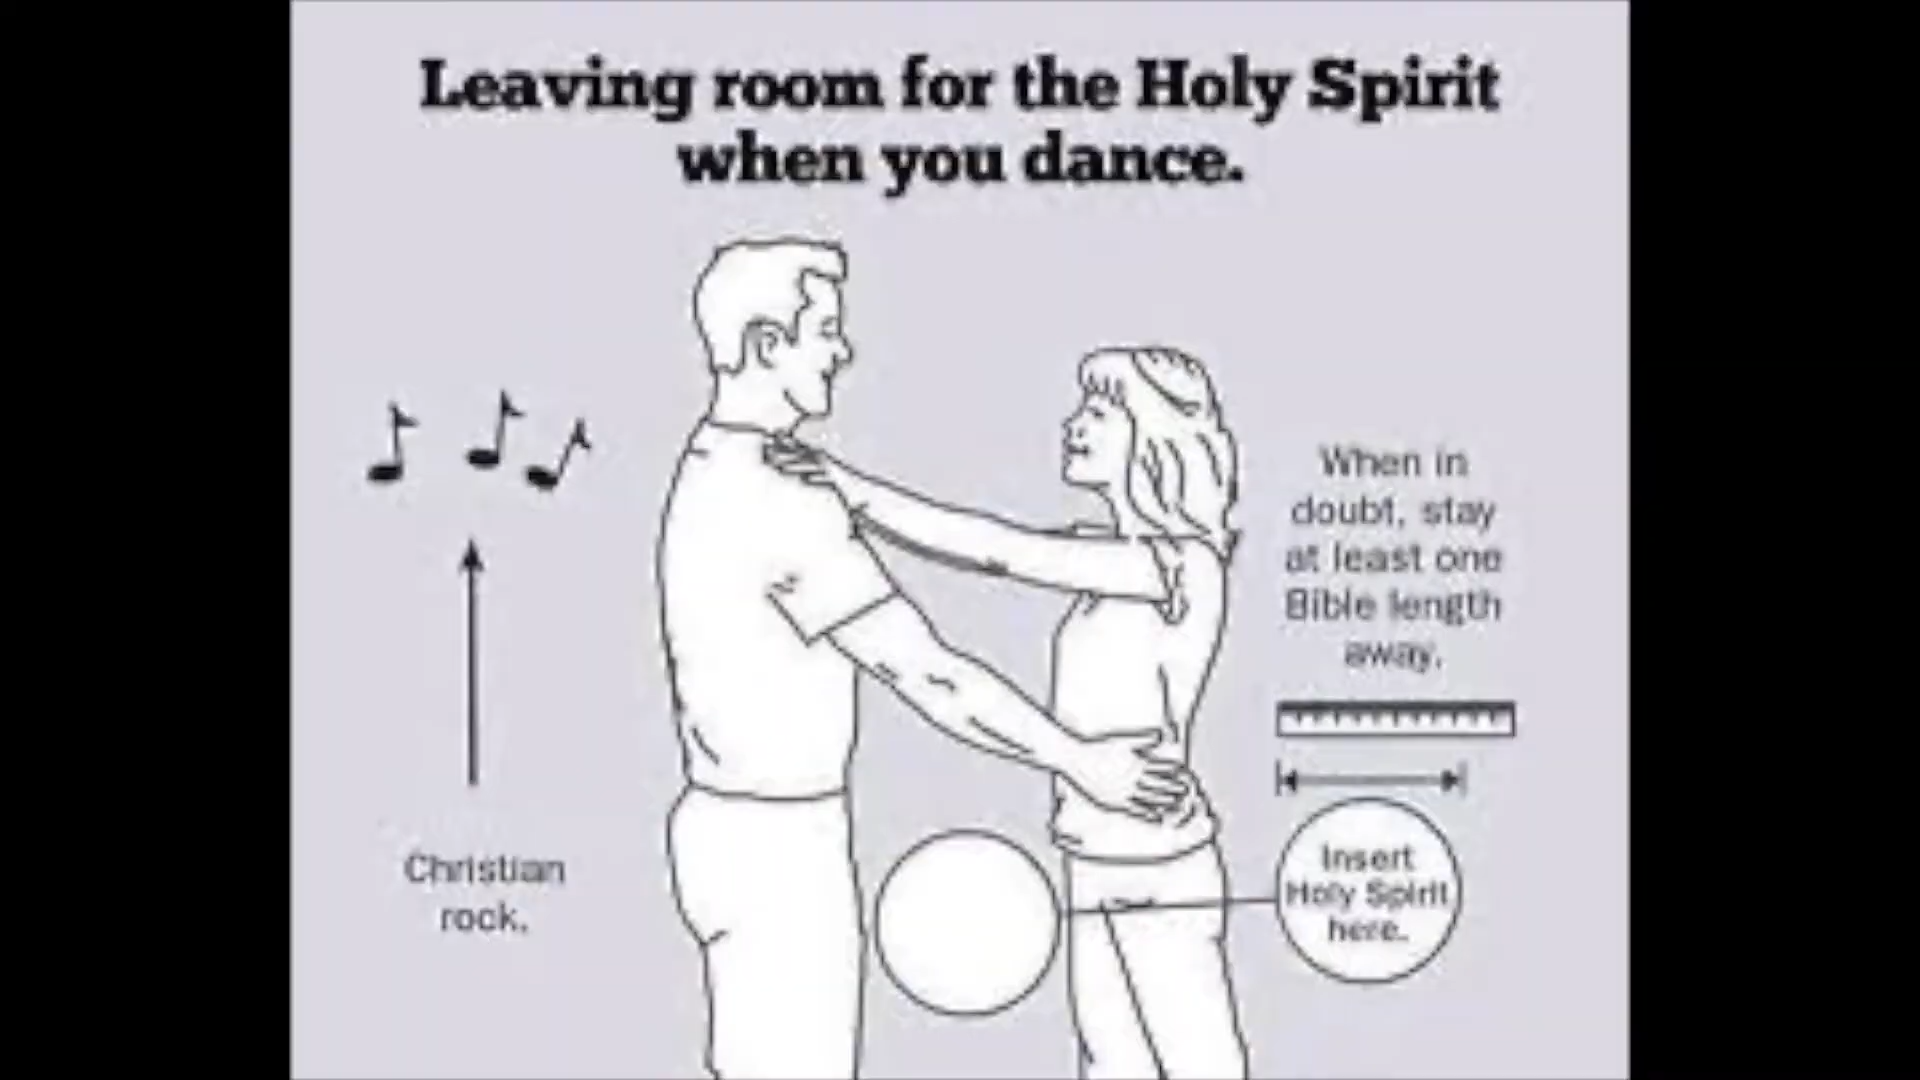 Leaving room for the Holy Spirit
when you dance.
When in
doubt, stay
at least one
Bible length
away.
Insert
Holy Spirit
here.
Christian
rock.